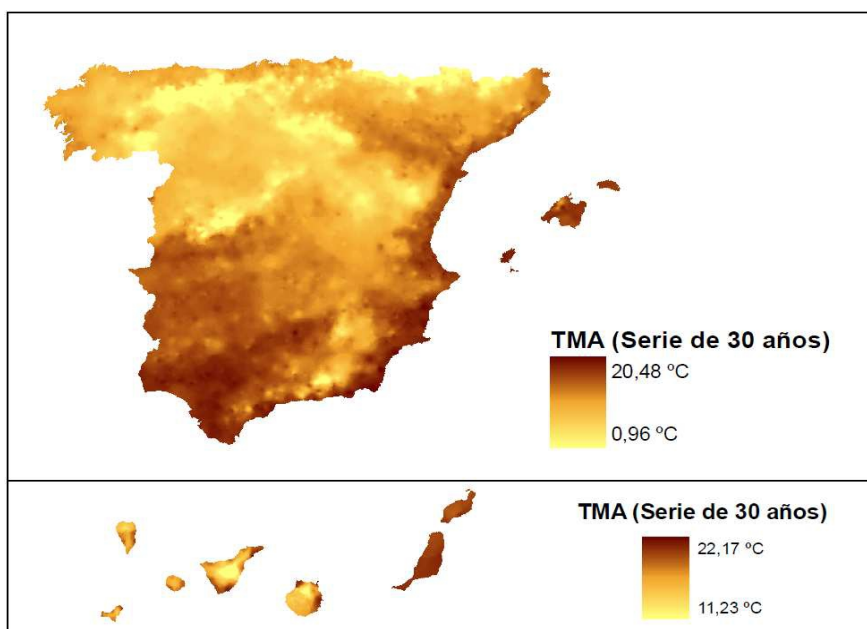 TMA (Serie de 30 años)
20,48 ºC
0,96 ºC
TMA (Serie de 30 años)
22,17 ºC
11,23 ºC